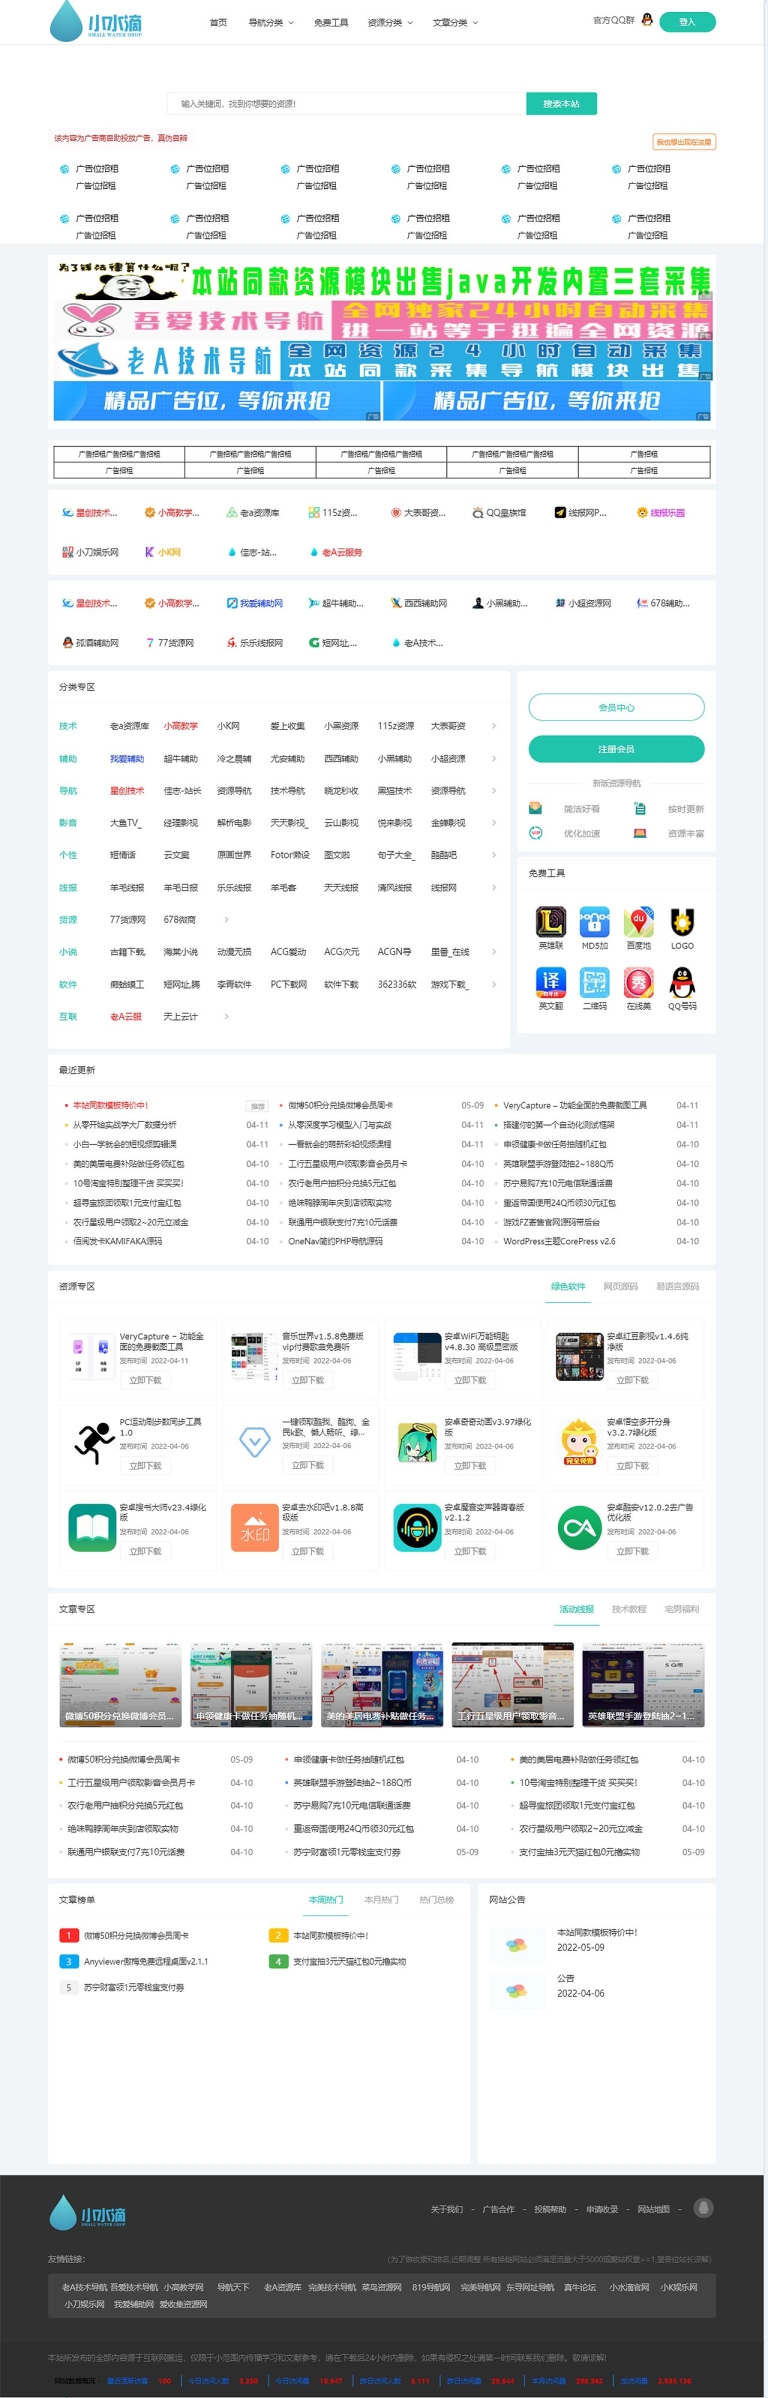 小水滴
SMALL WATER DROP
首页 导航分类 免费工具 资源分类 文章分类 官方QQ群 登入
输入关键词，找到你想要的资源！ 搜索本站
该内容为广告商自助投放广告，真伪自辨 我也想出现在这里
广告位招租 广告位招租 广告位招租 广告位招租 广告位招租 广告位招租
广告位招租 广告位招租 广告位招租 广告位招租 广告位招租 广告位招租
广告位招租 广告位招租 广告位招租 广告位招租 广告位招租 广告位招租
广告位招租 广告位招租 广告位招租 广告位招租 广告位招租 广告位招租
为了钱法律算什么呢？
本站同款资源模块出售java开发内置三套采集
吾爱技术导航 全网独家24小时自动采集
逛一站等于逛遍全网资源
老A技术导航 全网资源24小时自动采集
本站同款采集导航模块出售
精品广告位，等你来抢 精品广告位，等你来抢
广告招租广告招租广告招租 广告招租广告招租广告招租 广告招租广告招租广告招租 广告招租广告招租广告招租 广告招租
广告招租 广告招租 广告招租 广告招租 广告招租
星创技术... 小高教学... 老a资源库 115z资... 大表哥资... QQ皇族馆 线报网P... 线报乐园
小刀娱乐网 小K网 佳志-站... 老A云服务
星创技术... 小高教学... 我爱辅助网 超牛辅助... 西西辅助网 小黑辅助... 小超资源网 678辅助...
孤酒辅助网 77货源网 乐乐线报网 短网址,... 老A技术...
分类专区
技术 老a资源库 小高教学 小K网 爱上收集 小黑资源 115z资源 大表哥资
辅助 我爱辅助 超牛辅助 冷之晨辅 尤安辅助 西西辅助 小黑辅助 小超资源
导航 星创技术 佳志-站长 资源导航 技术导航 晓龙秒收 黑猫技术 资源导航
影音 大鱼TV_ 经理影视 解析电影 天天影视_ 云山影视 悦来影视 金蝉影视
个性 短情话 云文案 原画世界 Fotor懒设 图文啦 句子大全_ 酷酷吧
线报 羊毛线报 羊毛日报 乐乐线报 羊毛客 天天线报 清风线报 线报网
货源 77货源网 678微商
小说 古籍下载, 海棠小说 动漫无损 ACG爱动 ACG次元 ACGN导 里番_在线
软件 癞蛤蟆工 短网址,腾 李青软件 PC下载网 软件下载 362336软 游戏下载_
互联 老A云服 天上云计
会员中心
注册会员
新版资源导航
简洁好看 按时更新
优化加速 资源丰富
免费工具
英雄联 MD5加 百度地 LOGO
英文翻 二维码 在线美 QQ号码
最近更新
本站同款模板特价中！ 推荐 微博50积分兑换微博会员周卡 05-09 VeryCapture – 功能全面的免费截图工具 04-11
从零开始实战学大厂数据分析 04-11 从零深度学习模型入门与实战 04-11 搭建你的第一个自动化测试框架 04-11
小白一学就会的短视频剪辑课 04-11 一看就会的萌新彩铅视频课程 04-11 申领健康卡做任务抽随机红包 04-10
美的美居电费补贴做任务领红包 04-10 工行五星级用户领取影音会员月卡 04-10 英雄联盟手游登陆抽2~188Q币 04-10
10号淘宝特别整理干货 买买买！ 04-10 农行老用户抽积分兑换5元红包 04-10 苏宁易购7充10元电信联通话费 04-10
超寻宝旅团领取1元支付宝红包 04-10 绝味鸭脖周年庆到店领取实物 04-10 重返帝国使用24Q币领30元红包 04-10
农行星级用户领取2~20元立减金 04-10 联通用户银联支付7充10元话费 04-10 游戏FZ寄售官网源码带后台 04-10
佰阅发卡KAMIFAKA源码 04-10 OneNav简约PHP导航源码 04-10 WordPress主题CorePress v2.6 04-10
资源专区 绿色软件 网页源码 易语言源码
VeryCapture – 功能全面的免费截图工具 发布时间 2022-04-11 立即下载
音乐世界v1.5.8免费版vip付费歌曲免费听 发布时间 2022-04-06 立即下载
安卓WiFi万能钥匙v4.8.30 高级显密版 发布时间 2022-04-06 立即下载
安卓红豆影视v1.4.6纯净版 发布时间 2022-04-06 立即下载
PC运动刷步数同步工具1.0 发布时间 2022-04-06 立即下载
一键领取酷我、酷狗、全民k歌、懒人畅听、绿... 发布时间 2022-04-06 立即下载
安卓奇奇动画v3.97绿化版 发布时间 2022-04-06 立即下载
完全免费
安卓悟空多开分身v3.2.7绿化版 发布时间 2022-04-06 立即下载
安卓搜书大师v23.4绿化版 发布时间 2022-04-06 立即下载
水印
安卓去水印吧v1.8.8高级版 发布时间 2022-04-06 立即下载
安卓魔音变声器青春版v2.1.2 发布时间 2022-04-06 立即下载
安卓酷安v12.0.2去广告优化版 发布时间 2022-04-06 立即下载
文章专区 活动线报 技术教程 宅男福利
微博50积分兑换微博会员... 申领健康卡做任务抽随机... 美的美居电费补贴做任务... 工行五星级用户领取影音... 英雄联盟手游登陆抽2~1...
微博50积分兑换微博会员周卡 05-09 申领健康卡做任务抽随机红包 04-10 美的美居电费补贴做任务领红包 04-10
工行五星级用户领取影音会员月卡 04-10 英雄联盟手游登陆抽2~188Q币 04-10 10号淘宝特别整理干货 买买买！ 04-10
农行老用户抽积分兑换5元红包 04-10 苏宁易购7充10元电信联通话费 04-10 超寻宝旅团领取1元支付宝红包 04-10
绝味鸭脖周年庆到店领取实物 04-10 重返帝国使用24Q币领30元红包 04-10 农行星级用户领取2~20元立减金 04-10
联通用户银联支付7充10元话费 04-10 苏宁财富领1元零钱宝支付券 05-09 支付宝抽3元天猫红包0元撸实物 05-09
文章榜单 本周热门 本月热门 热门总榜
1 微博50积分兑换微博会员周卡 2 本站同款模板特价中！
3 Anyviewer傲梅免费远程桌面v2.1.1 4 支付宝抽3元天猫红包0元撸实物
5 苏宁财富领1元零钱宝支付券
网站公告
本站同款模板特价中！
2022-05-09
公告
2022-04-06
小水滴
SMALL WATER DROP
关于我们 - 广告合作 - 投稿帮助 - 申请收录 - 网站地图 -
友情链接： (为了做收录和排名,近期调整 所有换链网站必须满足流量大于5000或爱站权重>=1,望各位站长谅解)
老A技术导航 吾爱技术导航 小高教学网 导航天下 老A资源库 完美技术导航 菜鸟资源网 819导航网 完美导航网 东寻网址导航 真牛论坛 小水滴官网 小K娱乐网
小刀娱乐网 我爱辅助网 爱收集资源网
本站所发布的全部内容源于互联网搬运，仅限于小范围内传播学习和文献参考，请在下载后24小时内删除，如果有侵权之处请第一时间联系我们删除。敬请谅解!